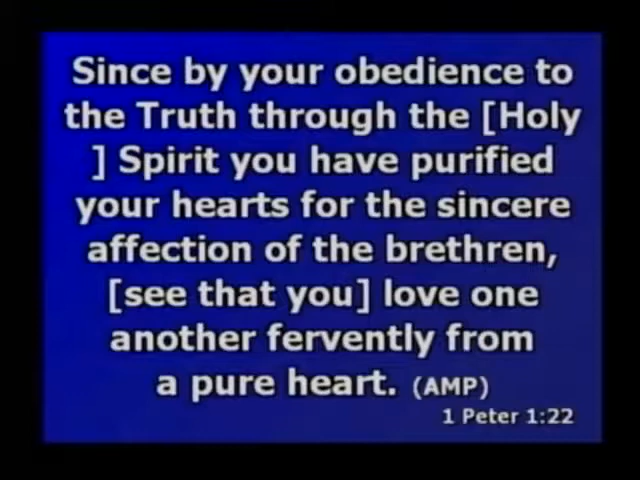 Since by your obedience to
the Truth through the [Holy
] Spirit you have purified
your hearts for the sincere
affection of the brethren,
[see that you] love one
another fervently from
a pure heart. (AMP)
1 Peter 1:22